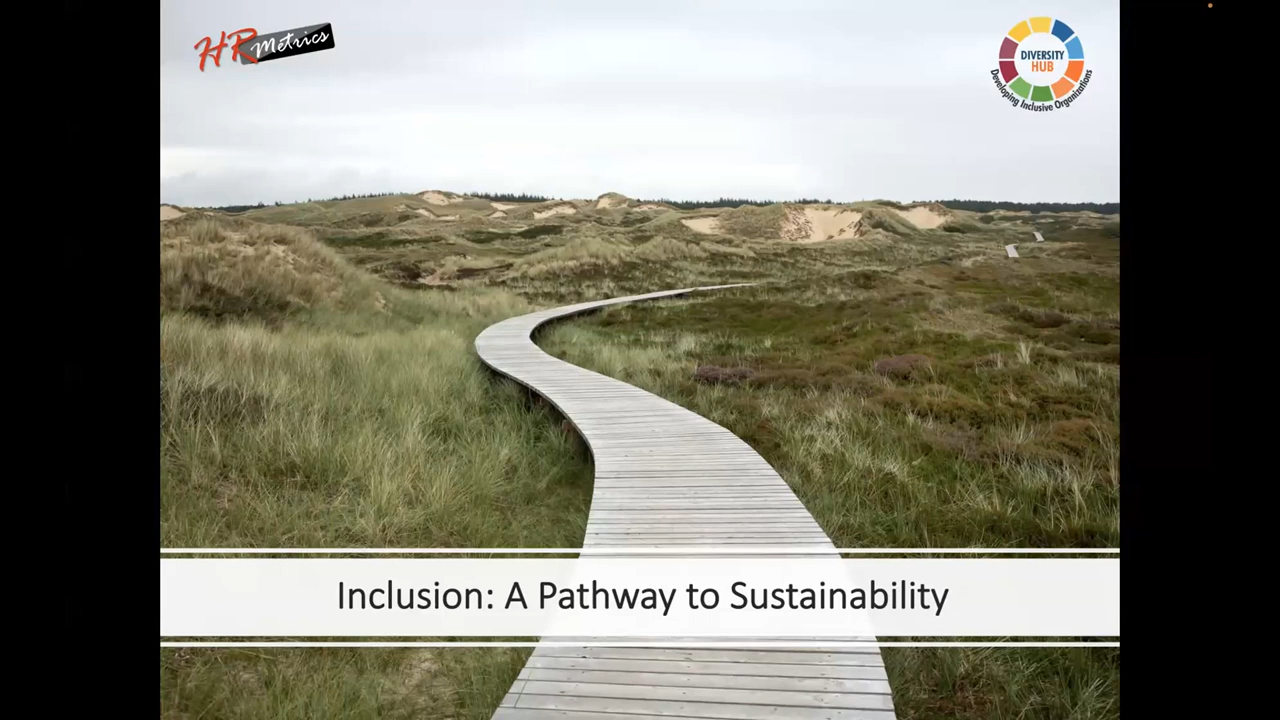 HR Metrics
DIVERSITY
HUB
Developing Inclusive Organizations
Inclusion: A Pathway to Sustainability